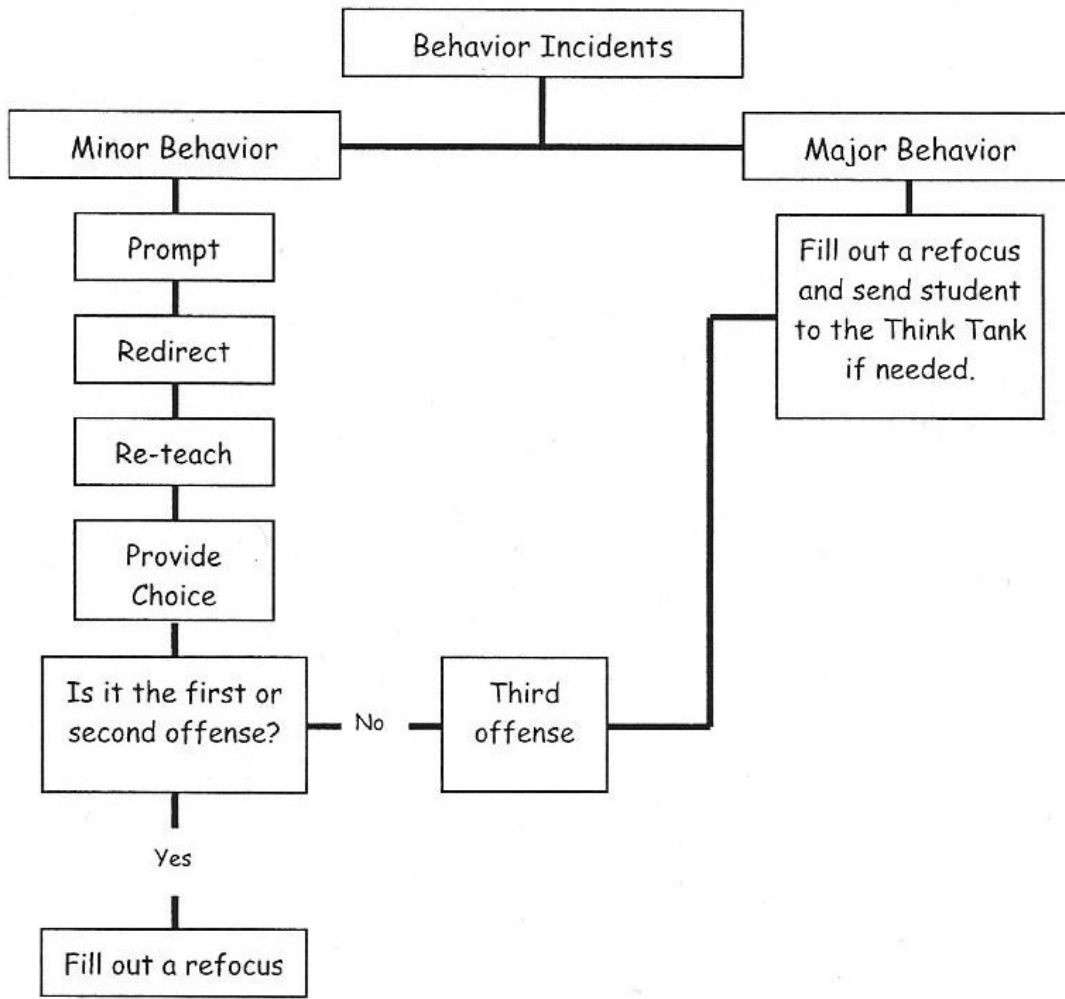 Behavior Incidents
Minor Behavior
Major Behavior
Prompt
Fill out a refocus
and send student
to the Think Tank
if needed.
Redirect
Re-teach
Provide
Choice
Is it the first or
second offense?
No
Third
offense
Yes
Fill out a refocus